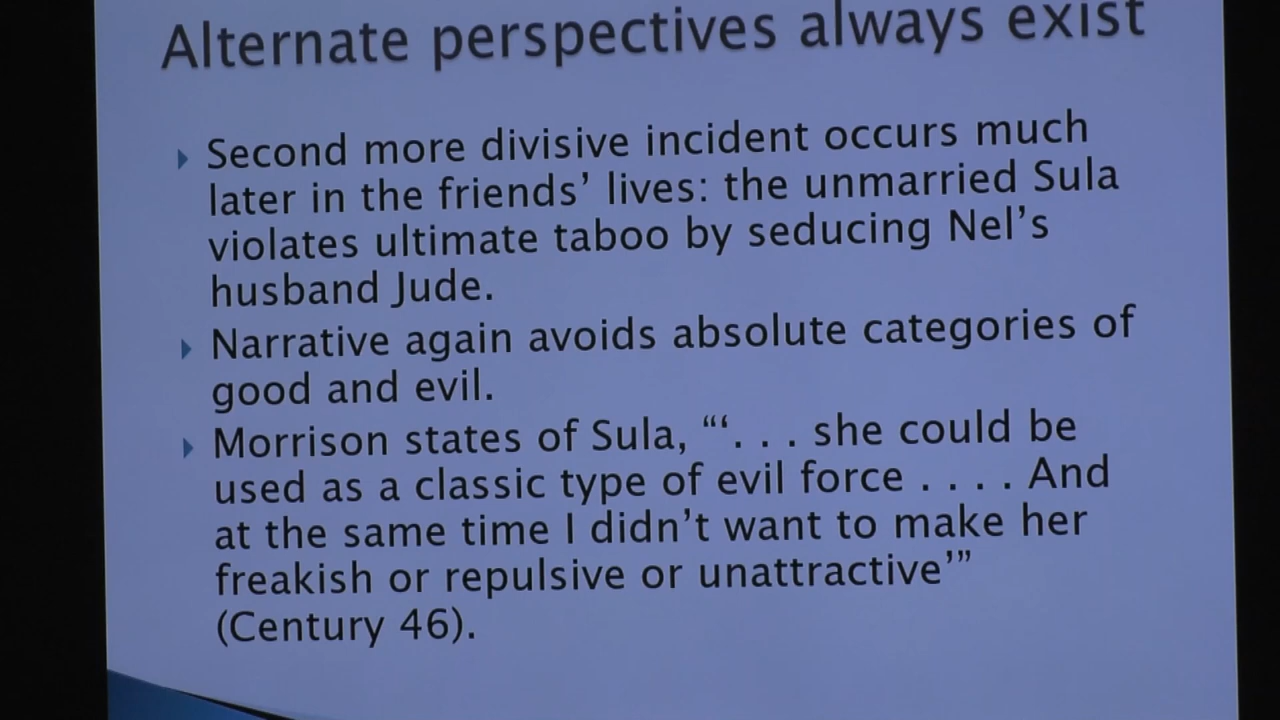 Alternate perspectives always exist
Second more divisive incident occurs much
later in the friends’ lives: the unmarried Sula
violates ultimate taboo by seducing Nel’s
husband Jude.
Narrative again avoids absolute categories of
good and evil.
Morrison states of Sula, “‘. . . she could be
used as a classic type of evil force . . . . And
at the same time I didn’t want to make her
freakish or repulsive or unattractive’”
(Century 46).